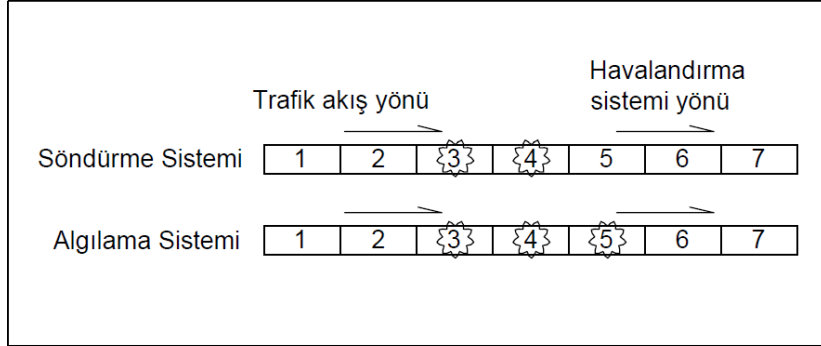 Trafik akış yönü
Havalandırma
sistemi yönü
Söndürme Sistemi 1 2 3 4 5 6 7
Algılama Sistemi 1 2 3 4 5 6 7